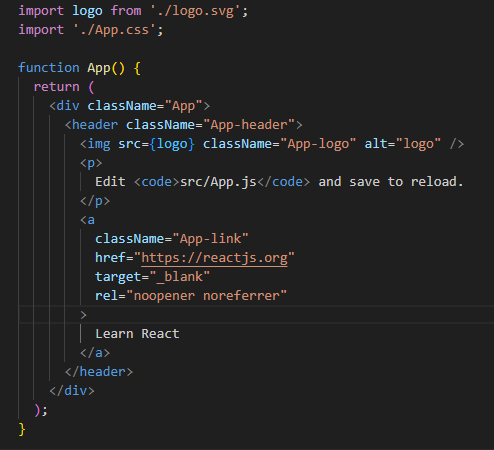 import logo from './logo.svg';
import './App.css';

function App() {
  return (
    <div className="App">
      <header className="App-header">
        <img src={logo} className="App-logo" alt="logo" />
        <p>
          Edit <code>src/App.js</code> and save to reload.
        </p>
        <a
          className="App-link"
          href="https://reactjs.org"
          target="_blank"
          rel="noopener noreferrer"
        >
          Learn React
        </a>
      </header>
    </div>
  );
}